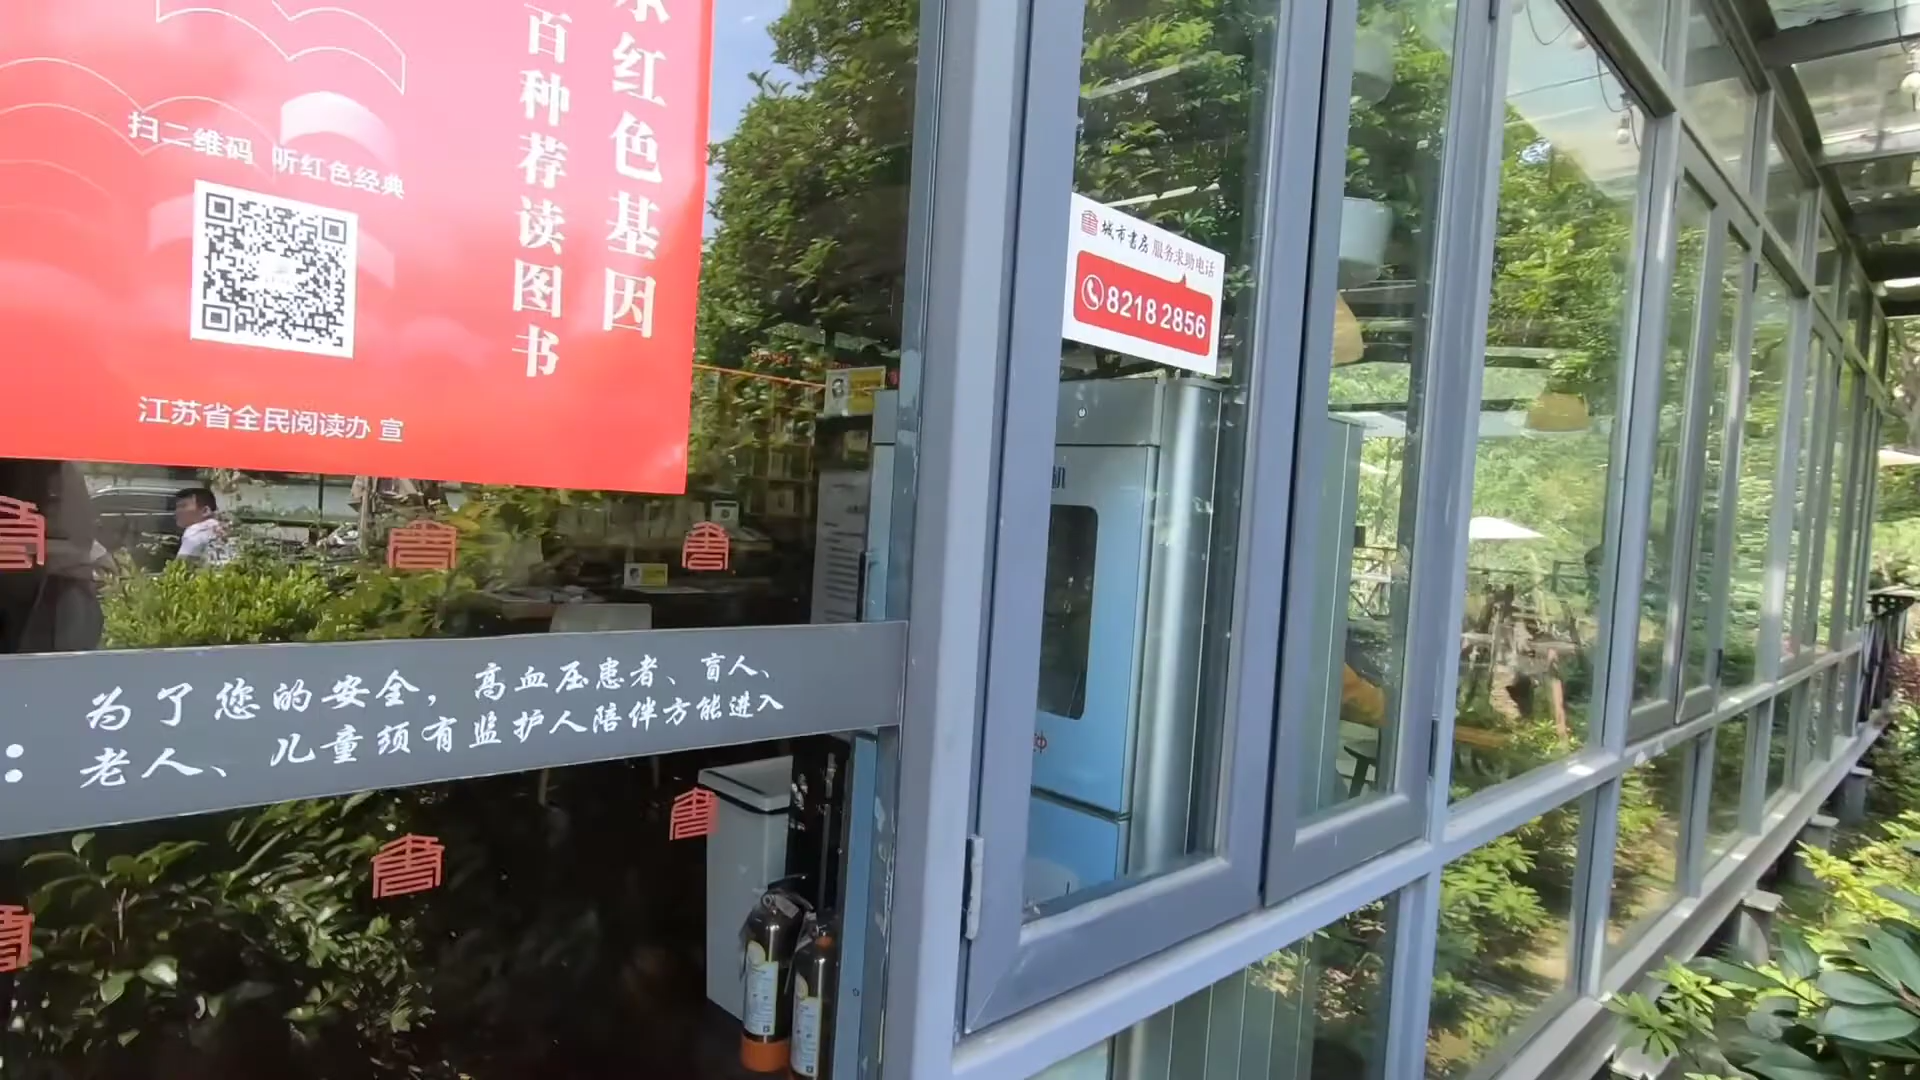 红色基因
百种荐读图书
扫二维码 听红色经典
江苏省全民阅读办 宣
城市书房 服务求助电话
8218 2856
为了您的安全，高血压患者、盲人、
老人、儿童须有监护人陪伴方能进入
机